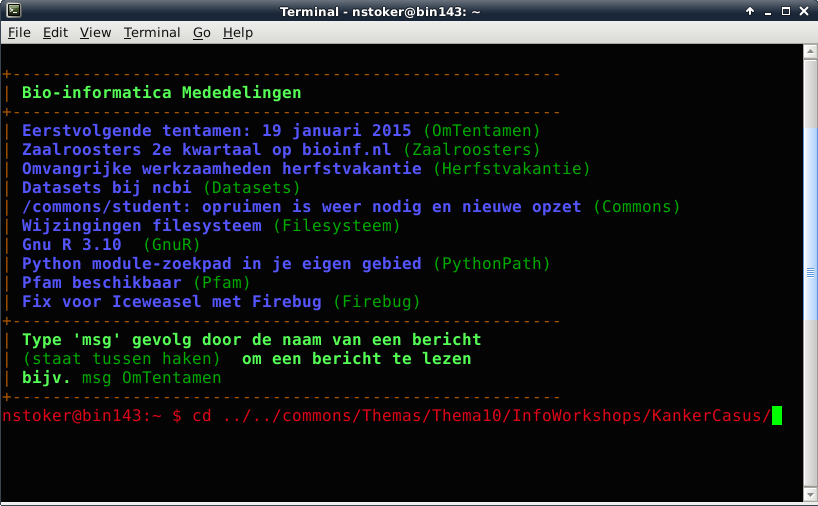 Terminal - nstoker@bin143: ~
File Edit View Terminal Go Help
+-------------------------------------------------------
| Bio-informatica Mededelingen
+-------------------------------------------------------
| Eerstvolgende tentamen: 19 januari 2015 (OmTentamen)
| Zaalroosters 2e kwartaal op bioinf.nl (Zaalroosters)
| Omvangrijke werkzaamheden herfstvakantie (Herfstvakantie)
| Datasets bij ncbi (Datasets)
| /commons/student: opruimen is weer nodig en nieuwe opzet (Commons)
| Wijzingingen filesysteem (Filesysteem)
| Gnu R 3.10  (GnuR)
| Python module-zoekpad in je eigen gebied (PythonPath)
| Pfam beschikbaar (Pfam)
| Fix voor Iceweasel met Firebug (Firebug)
+-------------------------------------------------------
| Type 'msg' gevolg door de naam van een bericht
| (staat tussen haken)  om een bericht te lezen
| bijv. msg OmTentamen
+-------------------------------------------------------
nstoker@bin143:~ $ cd ../../commons/Themas/Thema10/InfoWorkshops/KankerCasus/